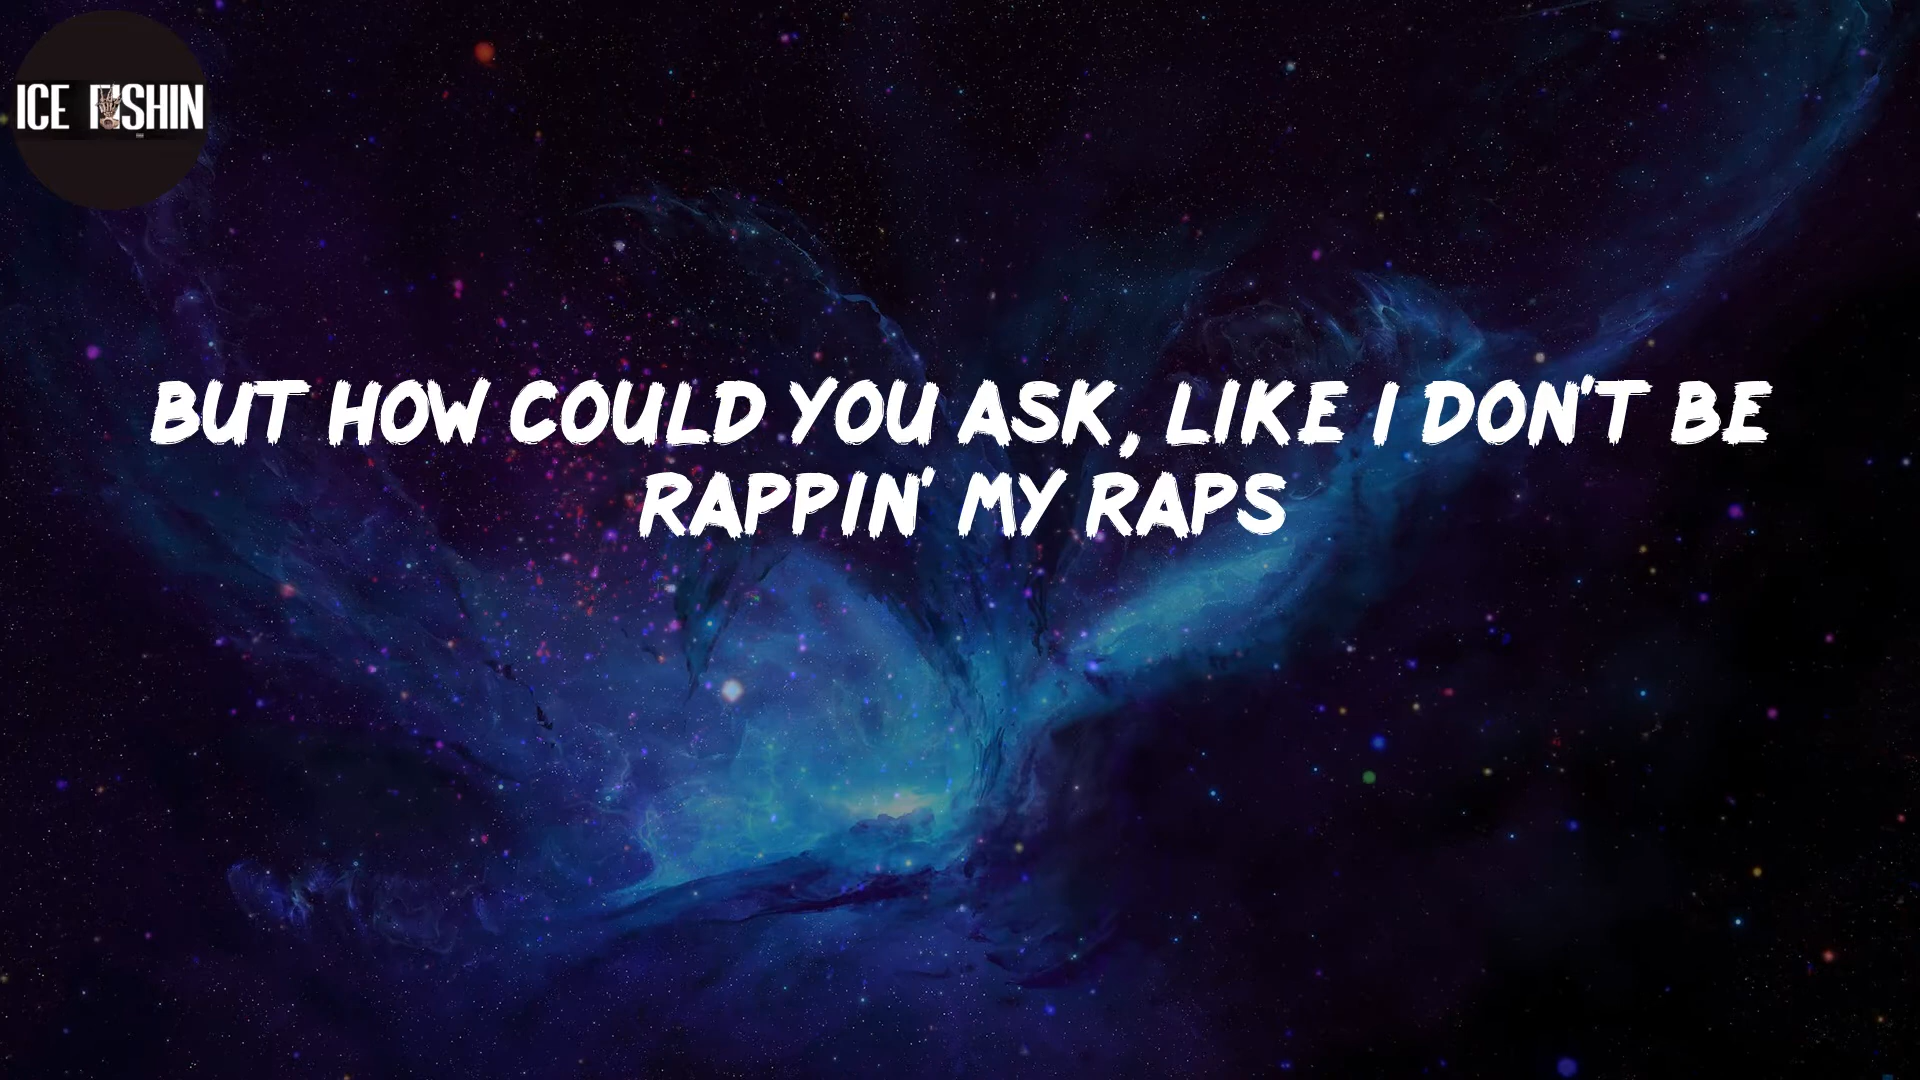 ICE FISHIN
BUT HOW COULD YOU ASK, LIKE I DON'T BE
RAPPIN' MY RAPS